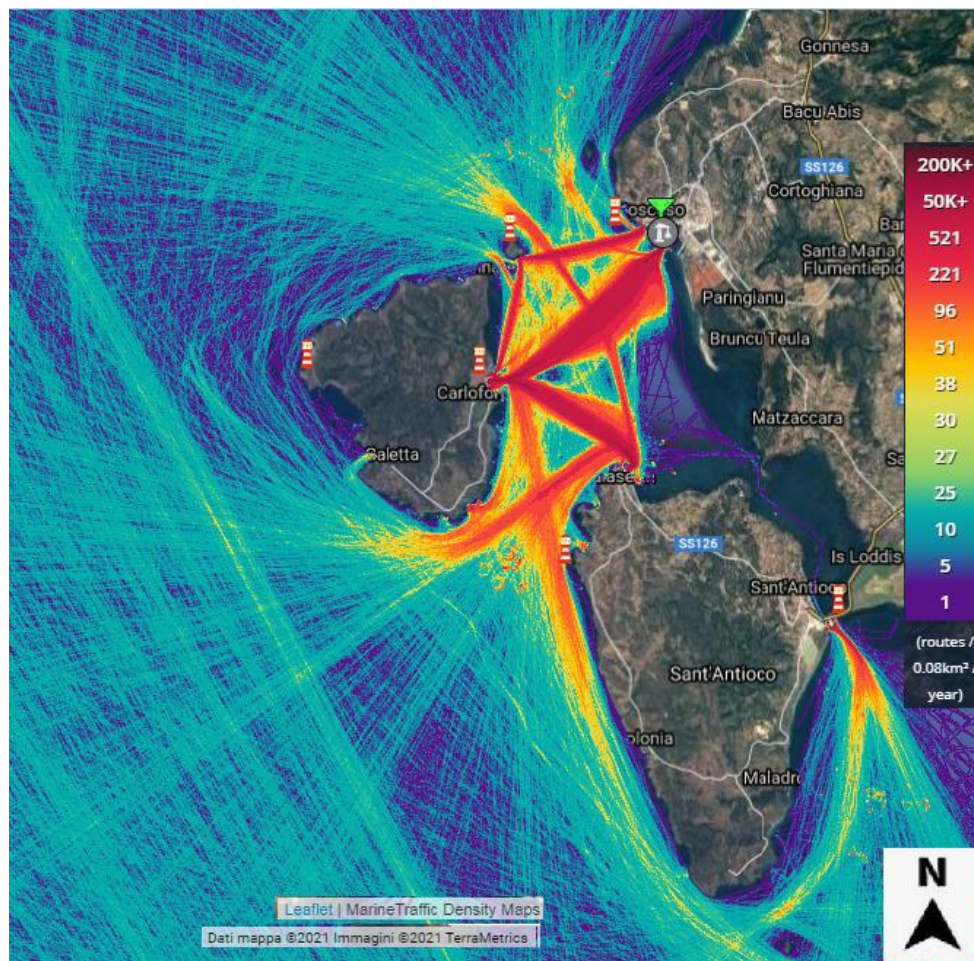 Gonnesa
Bacu Abis
SS126
Cortoghiana
Santa Maria
Flumentepid
Paringianu
Bruncu Teula
Matzaccara
Carlofor
Caletta
SS126
Is Loddis
Sant'Antioco
Sant'Antioco
Maladro
200K+
50K+
521
221
96
51
38
30
27
25
10
5
1
(routes /
0.08km² /
year)
N
Leaflet | MarineTraffic Density Maps
Dati mappa ©2021 Immagini ©2021 TerraMetrics